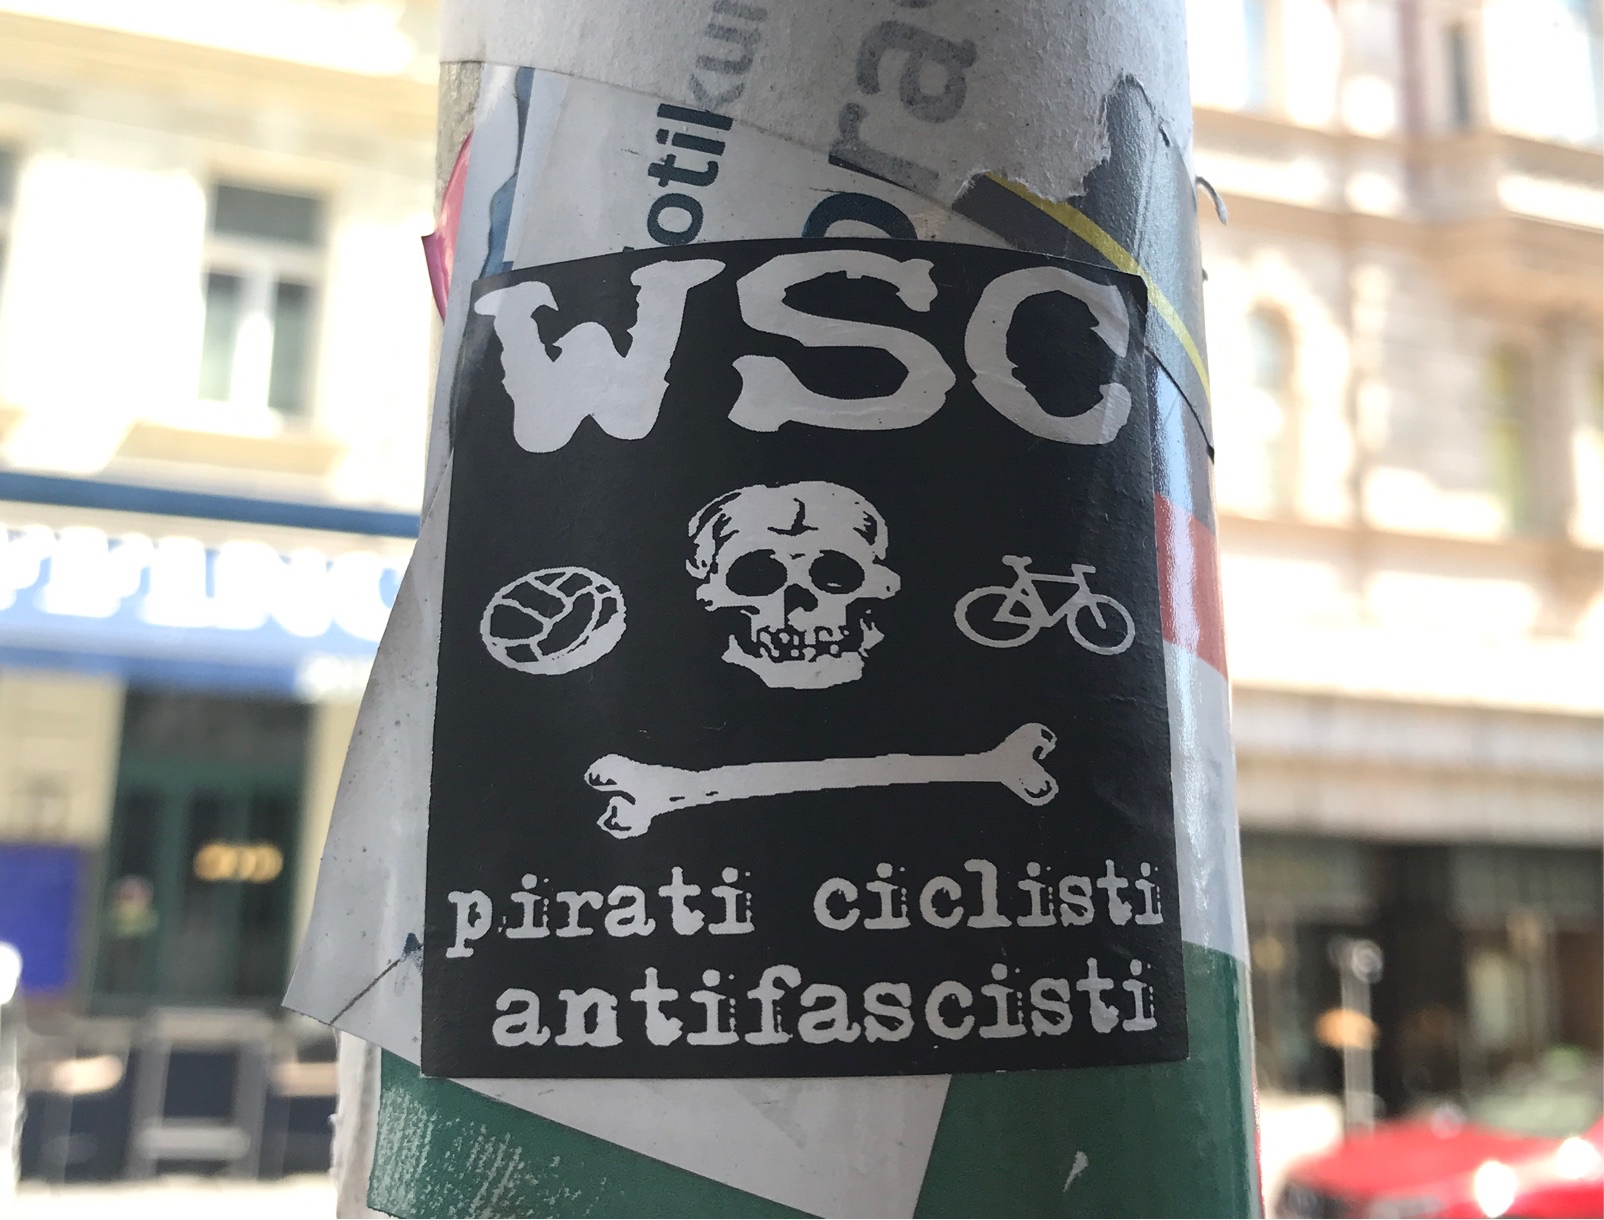 WSC
pirati ciclisti
antifascisti